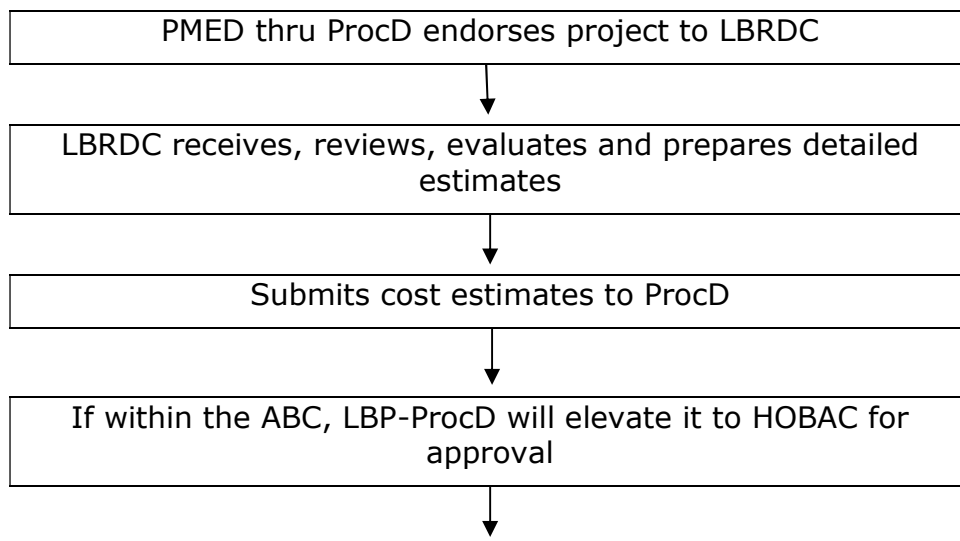 PMED thru ProcD endorses project to LBRDC
LBRDC receives, reviews, evaluates and prepares detailed
estimates
Submits cost estimates to ProcD
If within the ABC, LBP-ProcD will elevate it to HOBAC for
approval